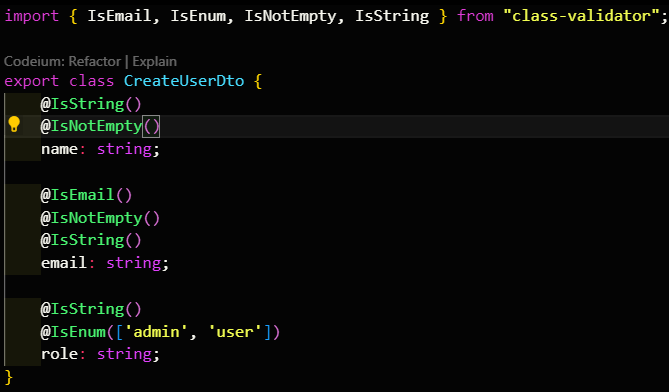 import { IsEmail, IsEnum, IsNotEmpty, IsString } from "class-validator";
Codeium: Refactor | Explain
export class CreateUserDto {
@IsString()
@IsNotEmpty()
name: string;
@IsEmail()
@IsNotEmpty()
@IsString()
email: string;
@IsString()
@IsEnum(['admin', 'user'])
role: string;
}